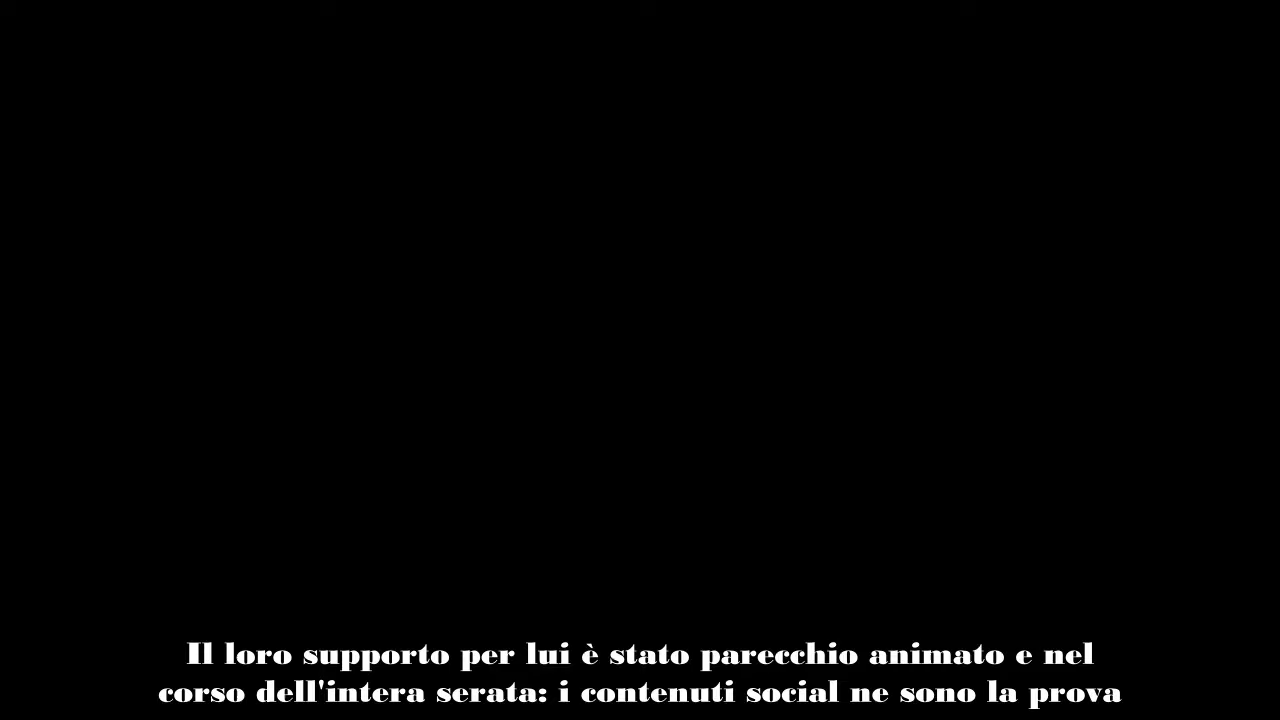 Il loro supporto per lui è stato parecchio animato e nel
corso dell'intera serata: i contenuti social ne sono la prova